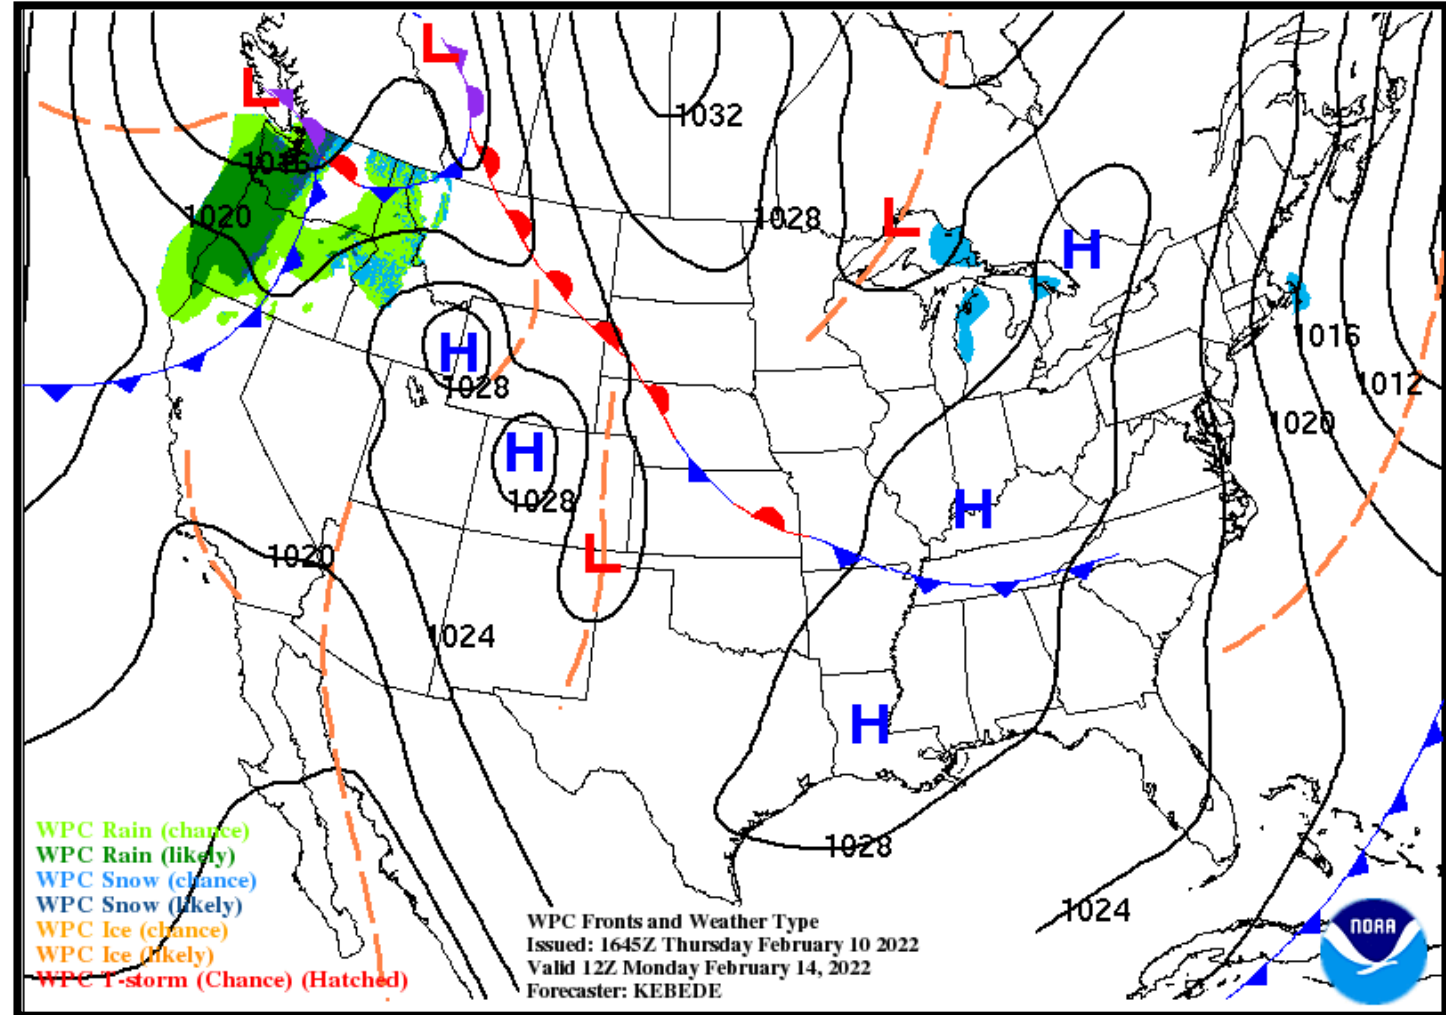 L
L
1032
1016
1020
1028
L
H
H
1028
1016
1012
1020
H
1028
H
1020
L
1024
H
1028
1024
WPC Rain (chance)
WPC Rain (likely)
WPC Snow (chance)
WPC Snow (likely)
WPC Ice (chance)
WPC Ice (likely)
WPC T-storm (Chance) (Hatched)
WPC Fronts and Weather Type
Issued: 1645Z Thursday February 10 2022
Valid 12Z Monday February 14, 2022
Forecaster: KEBEDE
NOAA